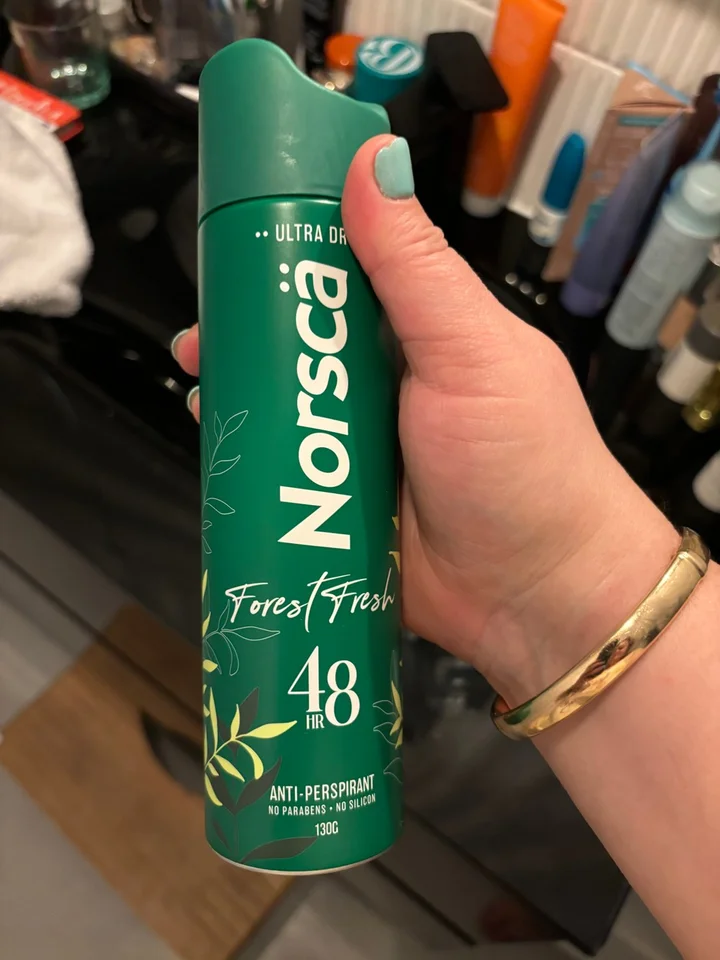 •• ULTRA DR
Norscä
Forest Fresh
48
HR
ANTI-PERSPIRANT
NO PARABENS • NO SILICON
130G